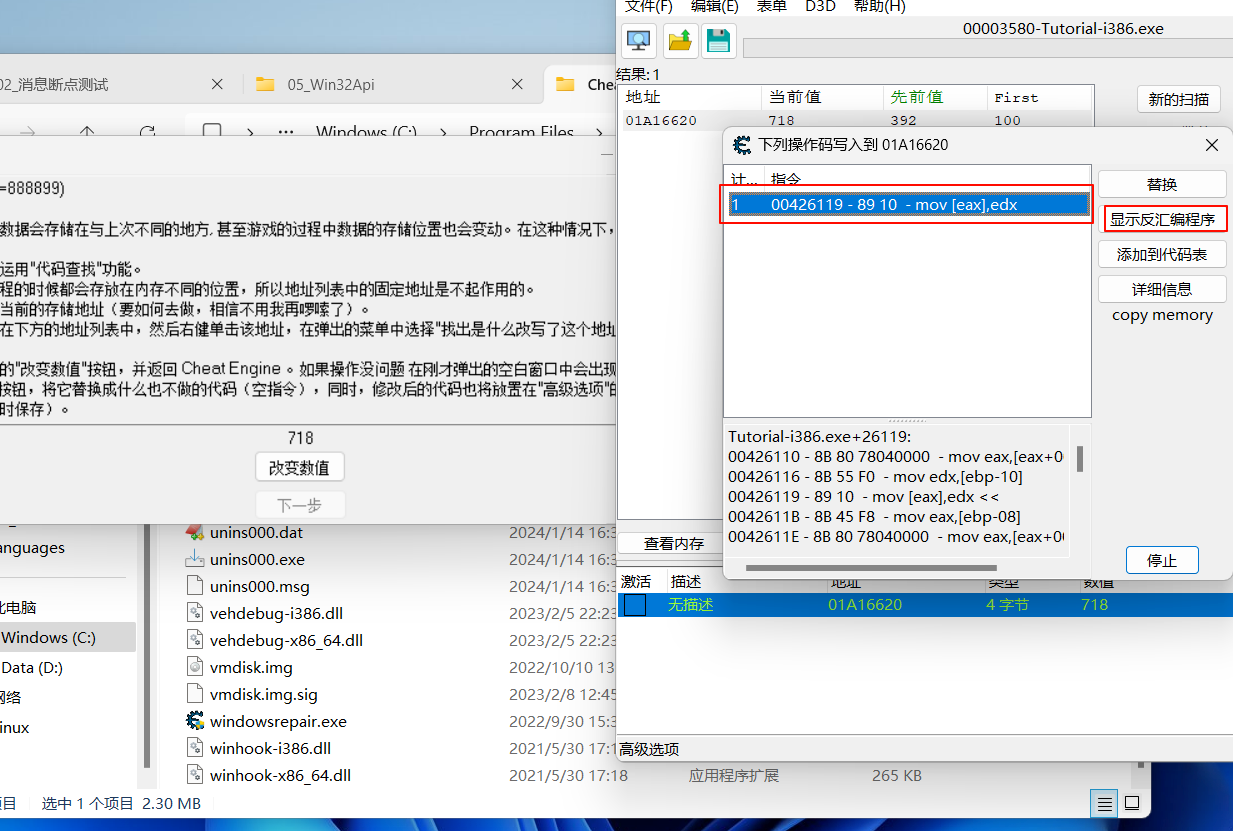 文件(F) 编辑(E) 表单 D3D 帮助(H)
00003580-Tutorial-i386.exe
结果: 1
地址 当前值 先前值 First
01A16620 718 392 100
新的扫描
02_消息断点测试
05_Win32Api
Chea
Windows (C:)
Program Files
下列操作码写入到 01A16620
计... 指令
1 00426119 - 89 10 - mov [eax],edx
替换
显示反汇编程序
添加到代码表
详细信息
copy memory
Tutorial-i386.exe+26119:
00426110 - 8B 80 78040000 - mov eax,[eax+0
00426116 - 8B 55 F0 - mov edx,[ebp-10]
00426119 - 89 10 - mov [eax],edx <<
0042611B - 8B 45 F8 - mov eax,[ebp-08]
0042611E - 8B 80 78040000 - mov eax,[eax+0
停止
=888899)
数据会存储在与上次不同的地方, 甚至游戏的过程中数据的存储位置也会变动。在这种情况下，
运用"代码查找"功能。
程的时候都会存放在内存不同的位置，所以地址列表中的固定地址是不起作用的。
当前的存储地址（要如何去做，相信不用我再啰嗦了）。
在下方的地址列表中，然后右健单击该地址，在弹出的菜单中选择"找出是什么改写了这个地址
的"改变数值"按钮，并返回 Cheat Engine 。如果操作没问题 在刚才弹出的空白窗口中会出现
按钮，将它替换成什么也不做的代码（空指令），同时，修改后的代码也将放置在"高级选项"的
时保存）。
718
改变数值
下一步
查看内存
激活 描述 地址 类型 数值
无描述 01A16620 4 字节 718
高级选项
anguages
比电脑
Windows (C:)
Data (D:)
网络
inux
unins000.dat 2024/1/14 16:3
unins000.exe 2024/1/14 16:3
unins000.msg 2024/1/14 16:3
vehdebug-i386.dll 2023/2/5 22:23
vehdebug-x86_64.dll 2023/2/5 22:23
vmdisk.img 2022/10/10 13
vmdisk.img.sig 2023/2/8 12:45
windowsrepair.exe 2022/9/30 15:3
winhook-i386.dll 2021/5/30 17:1
winhook-x86_64.dll 2021/5/30 17:18 应用程序扩展 265 KB
项目 选中 1 个项目 2.30 MB